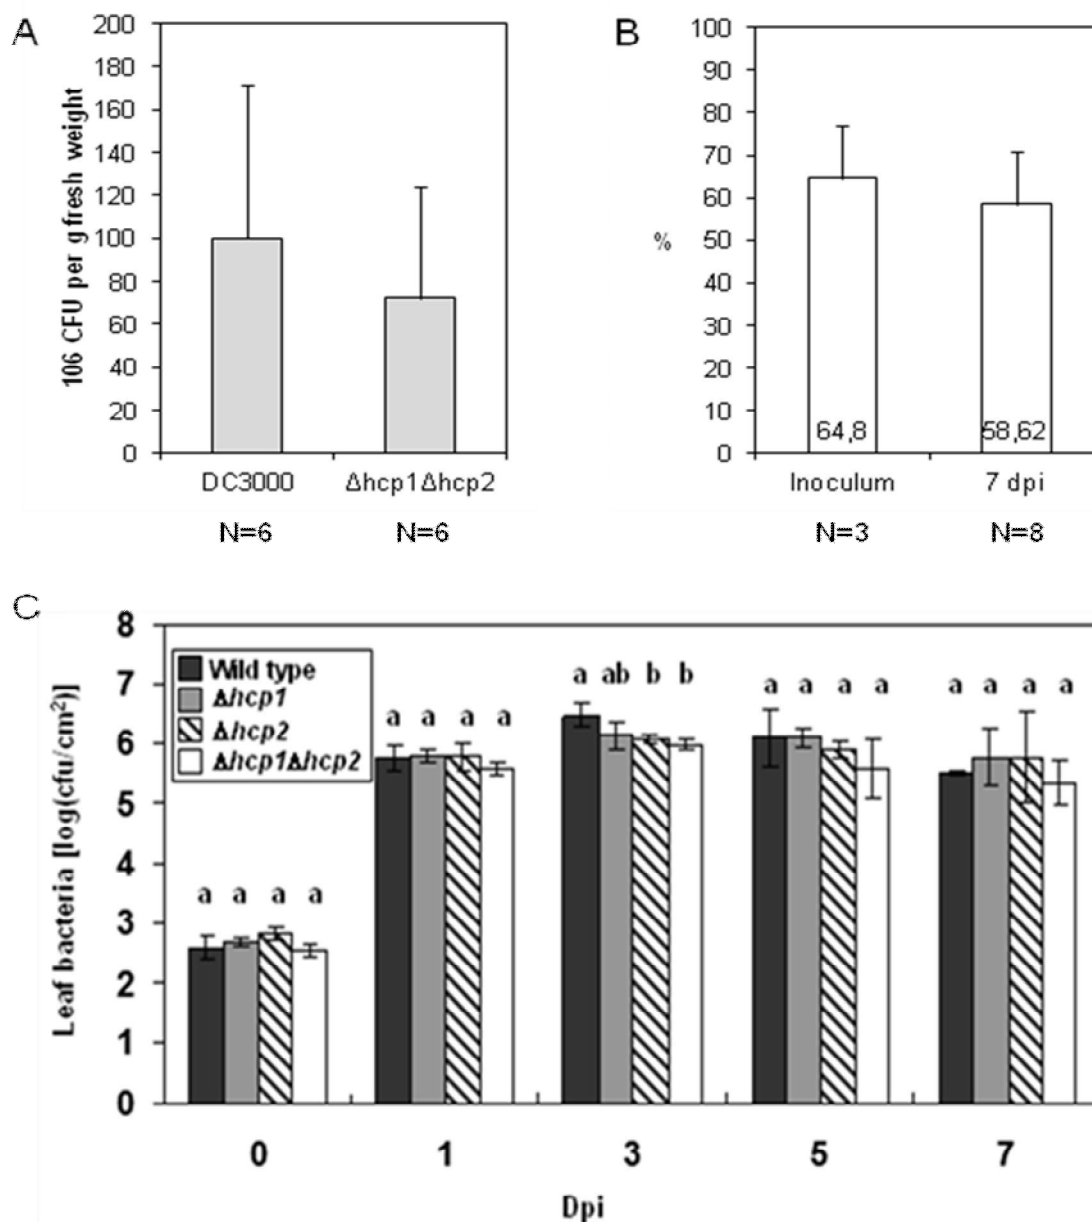 A
200
180
160
140
120
100
80
60
40
20
0
106 CFU per g fresh weight
DC3000 Δhcp1Δhcp2
N=6 N=6
B
100
90
80
70
60
50
40
30
20
10
0
%
64,8 58,62
Inoculum 7 dpi
N=3 N=8
C
8
7
6
5
4
3
2
1
0
Leaf bacteria [log(cfu/cm²)]
Wild type
Δhcp1
Δhcp2
Δhcp1Δhcp2
a a a a
a a a a
a ab b b
a a a a
a a a a
0 1 3 5 7
Dpi